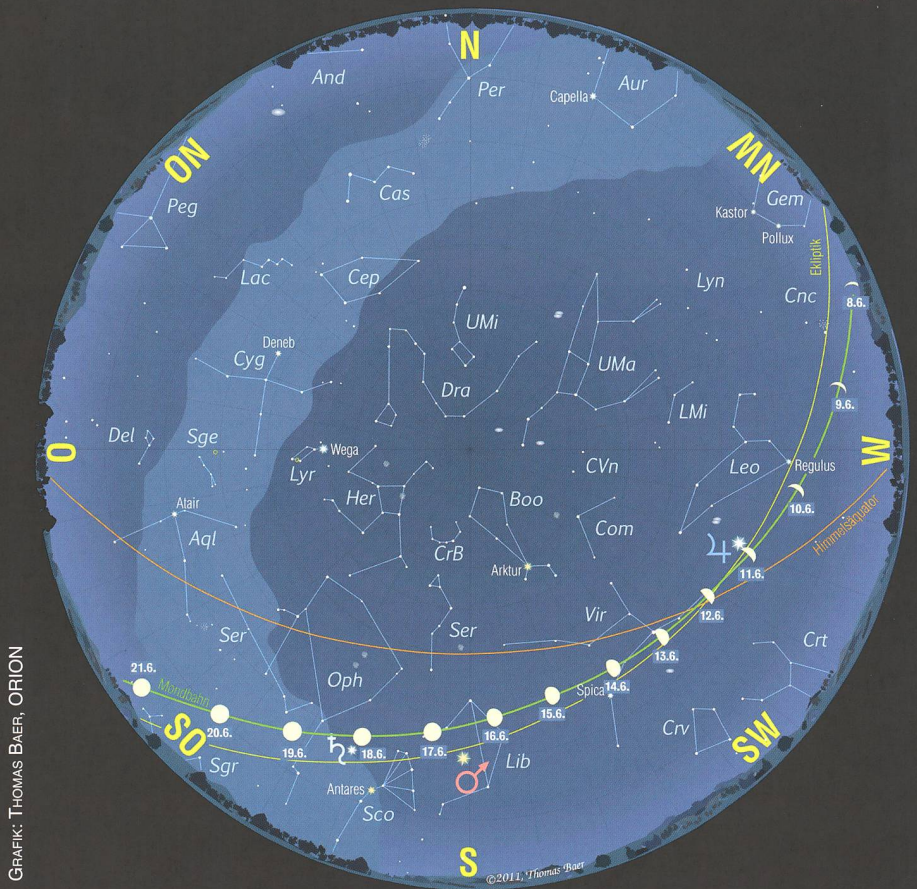 N
And
Per
Aur
Capella
NO
NW
Cas
Peg
Gem
Kastor
Pollux
Ekliptik
Lac
Cep
Lyn
Cnc
8.6.
UMi
Deneb
Cyg
UMa
Dra
9.6.
LMi
Del
Sge
O
Wega
W
Lyr
Leo
Regulus
CVn
Her
Boo
10.6.
Atair
Com
Himmelsäquator
Aql
CrB
Arktur
11.6.
12.6.
Vir
Ser
Ser
Crt
13.6.
21.6.
Mondbahn
Oph
Spica
14.6.
15.6.
SO
20.6.
19.6.
18.6.
17.6.
16.6.
Crv
SW
Sgr
Lib
Antares
Sco
S
©2011, Thomas Baer
GRAFIK: THOMAS BAER, ORION